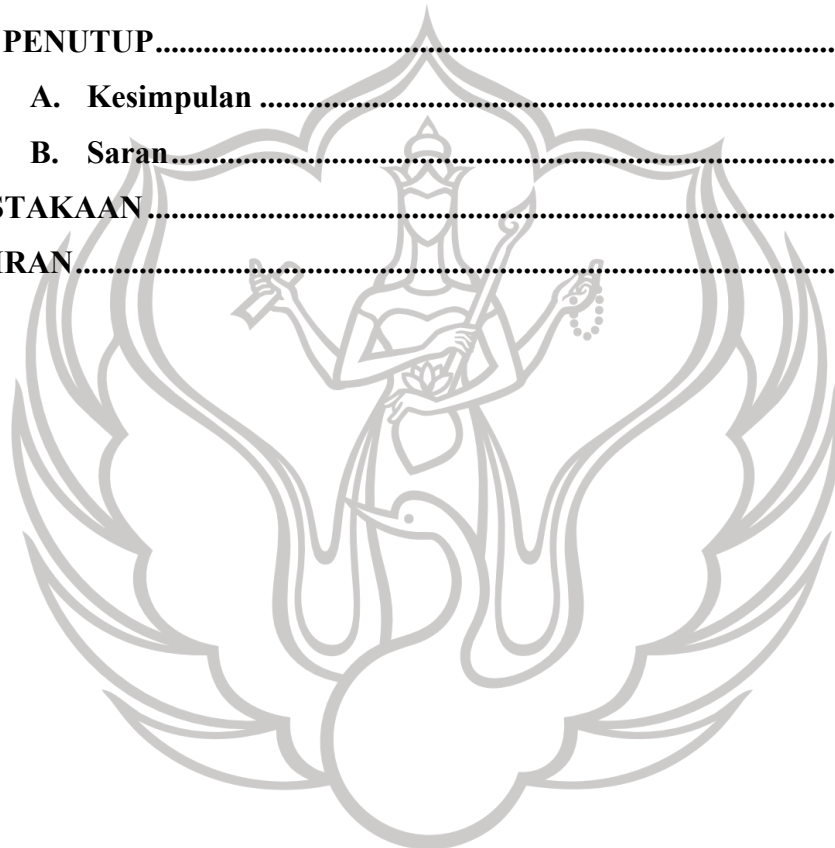 PENUTUP..........................................................................................
A. Kesimpulan ..........................................................................
B. Saran.....................................................................................
STAKAAN.........................................................................................
IRAN..................................................................................................